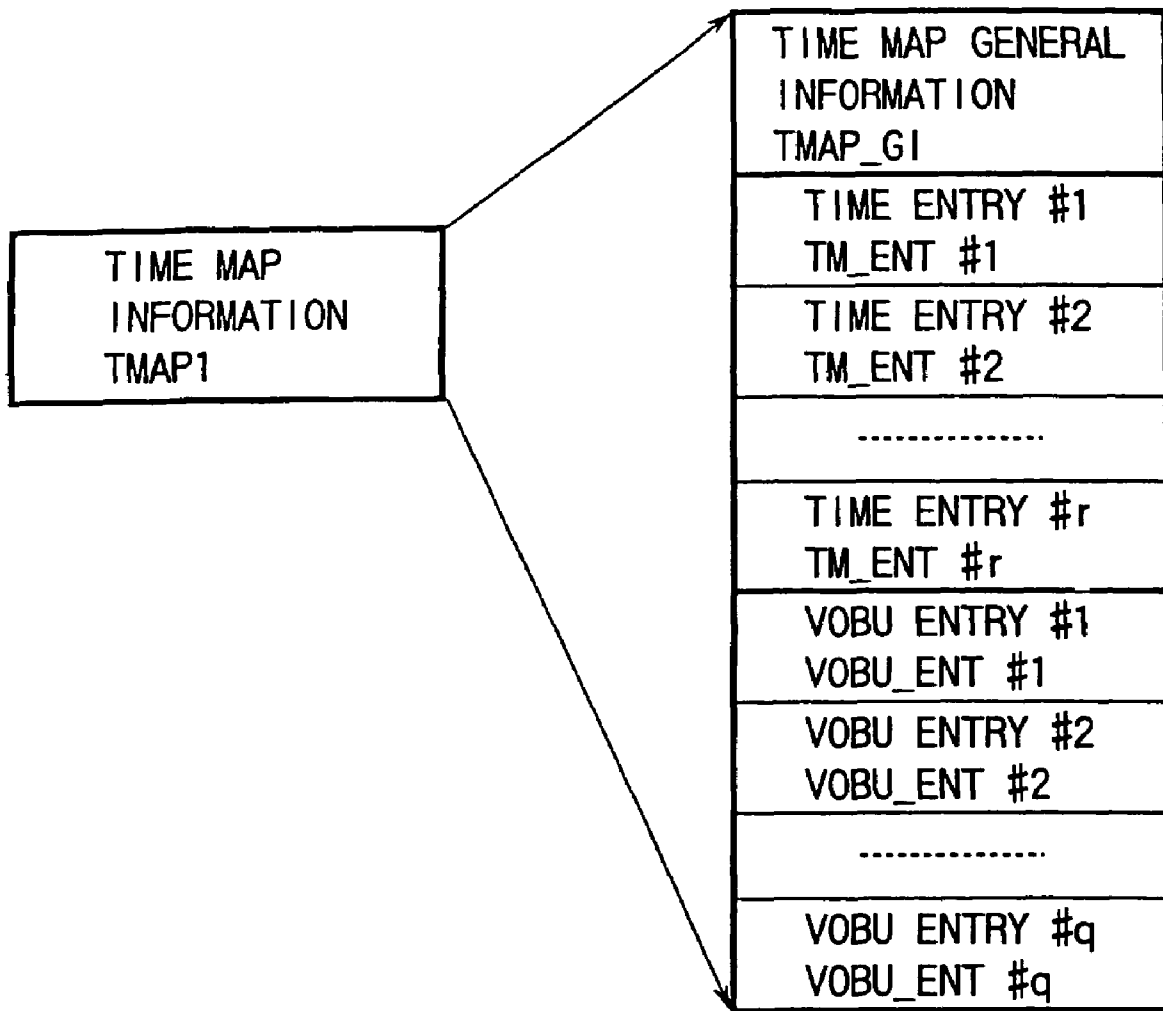 TIME MAP
INFORMATION
TMAP1
TIME MAP GENERAL
INFORMATION
TMAP_GI
TIME ENTRY #1
TM_ENT #1
TIME ENTRY #2
TM_ENT #2
TIME ENTRY #r
TM_ENT #r
VOBU ENTRY #1
VOBU_ENT #1
VOBU ENTRY #2
VOBU_ENT #2
VOBU ENTRY #q
VOBU_ENT #q